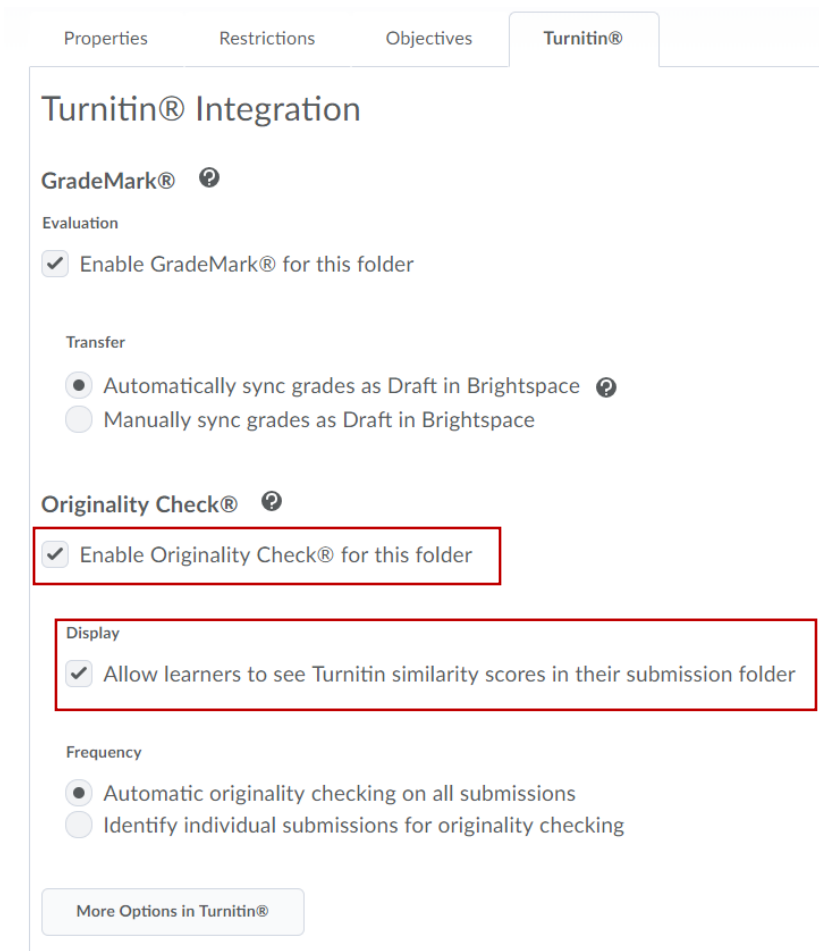 Properties Restrictions Objectives Turnitin®
Turnitin® Integration
GradeMark®
Evaluation
Enable GradeMark® for this folder
Transfer
Automatically sync grades as Draft in Brightspace
Manually sync grades as Draft in Brightspace
Originality Check®
Enable Originality Check® for this folder
Display
Allow learners to see Turnitin similarity scores in their submission folder
Frequency
Automatic originality checking on all submissions
Identify individual submissions for originality checking
More Options in Turnitin®